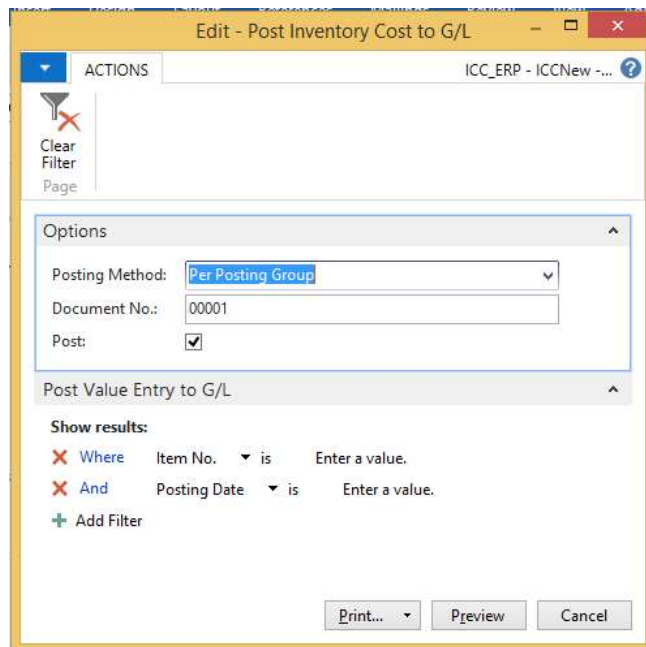 Edit - Post Inventory Cost to G/L
ACTIONS
ICC_ERP - ICCNew -...
Clear
Filter
Page
Options
Posting Method: Per Posting Group
Document No.: 00001
Post:
Post Value Entry to G/L
Show results:
Where Item No. is Enter a value.
And Posting Date is Enter a value.
Add Filter
Print... Preview Cancel